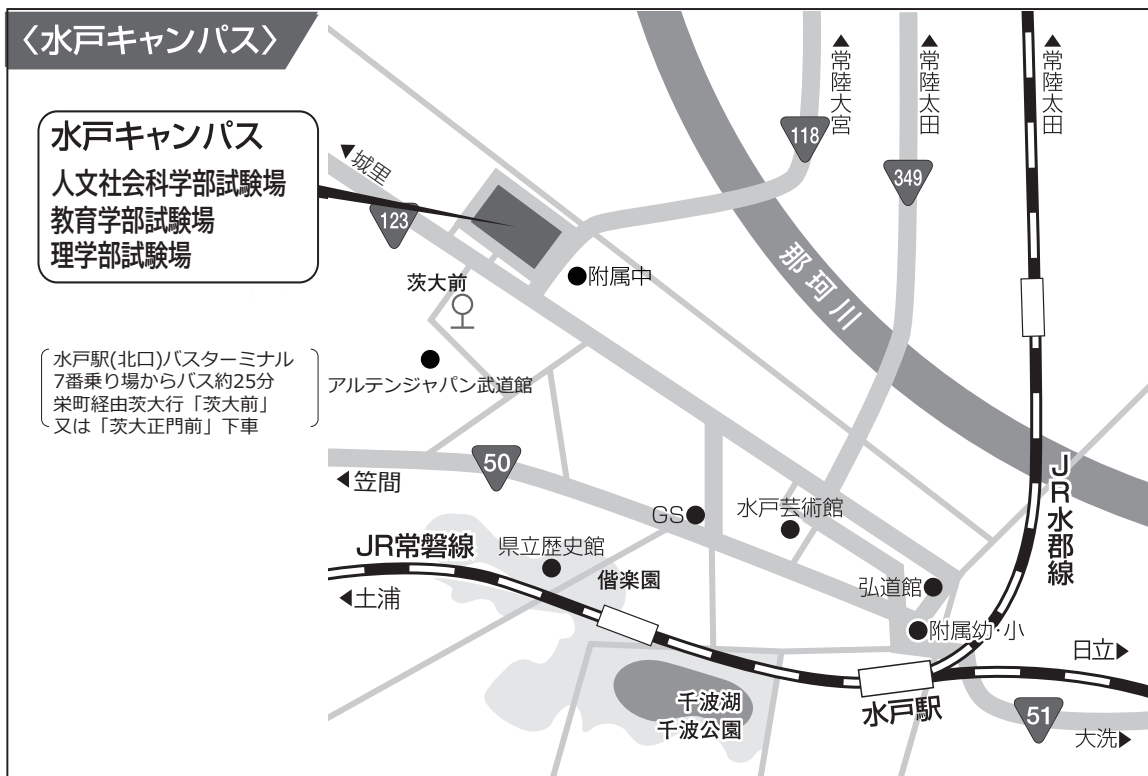 〈水戸キャンパス〉
水戸キャンパス
人文社会科学部試験場
教育学部試験場
理学部試験場
水戸駅(北口)バスターミナル
7番乗り場からバス約25分
栄町経由茨大行「茨大前」
又は「茨大正門前」下車
▲常陸大宮
▲常陸太田
▲常陸太田
118
349
◀城里
123
那珂川
茨大前
附属中
アルテンジャパン武道館
50
◀笠間
GS
水戸芸術館
JR水郡線
JR常磐線
県立歴史館
偕楽園
弘道館
◀土浦
附属幼・小
日立▶
千波湖
千波公園
水戸駅
51
大洗▶